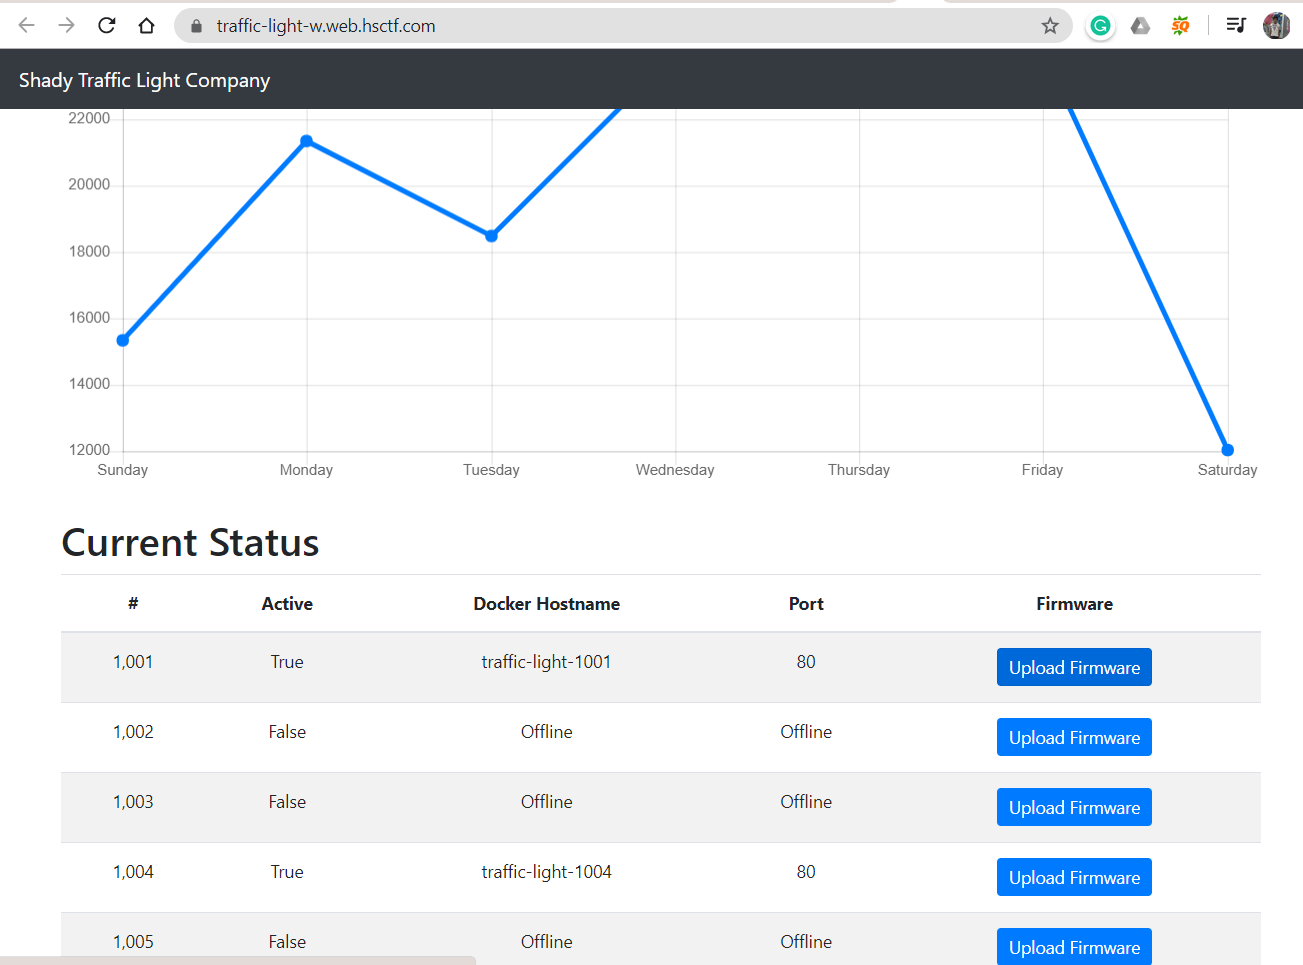 traffic-light-w.web.hsctf.com
Shady Traffic Light Company
22000
20000
18000
16000
14000
12000
Sunday Monday Tuesday Wednesday Thursday Friday Saturday
Current Status
# Active Docker Hostname Port Firmware
1,001 True traffic-light-1001 80 Upload Firmware
1,002 False Offline Offline Upload Firmware
1,003 False Offline Offline Upload Firmware
1,004 True traffic-light-1004 80 Upload Firmware
1,005 False Offline Offline Upload Firmware